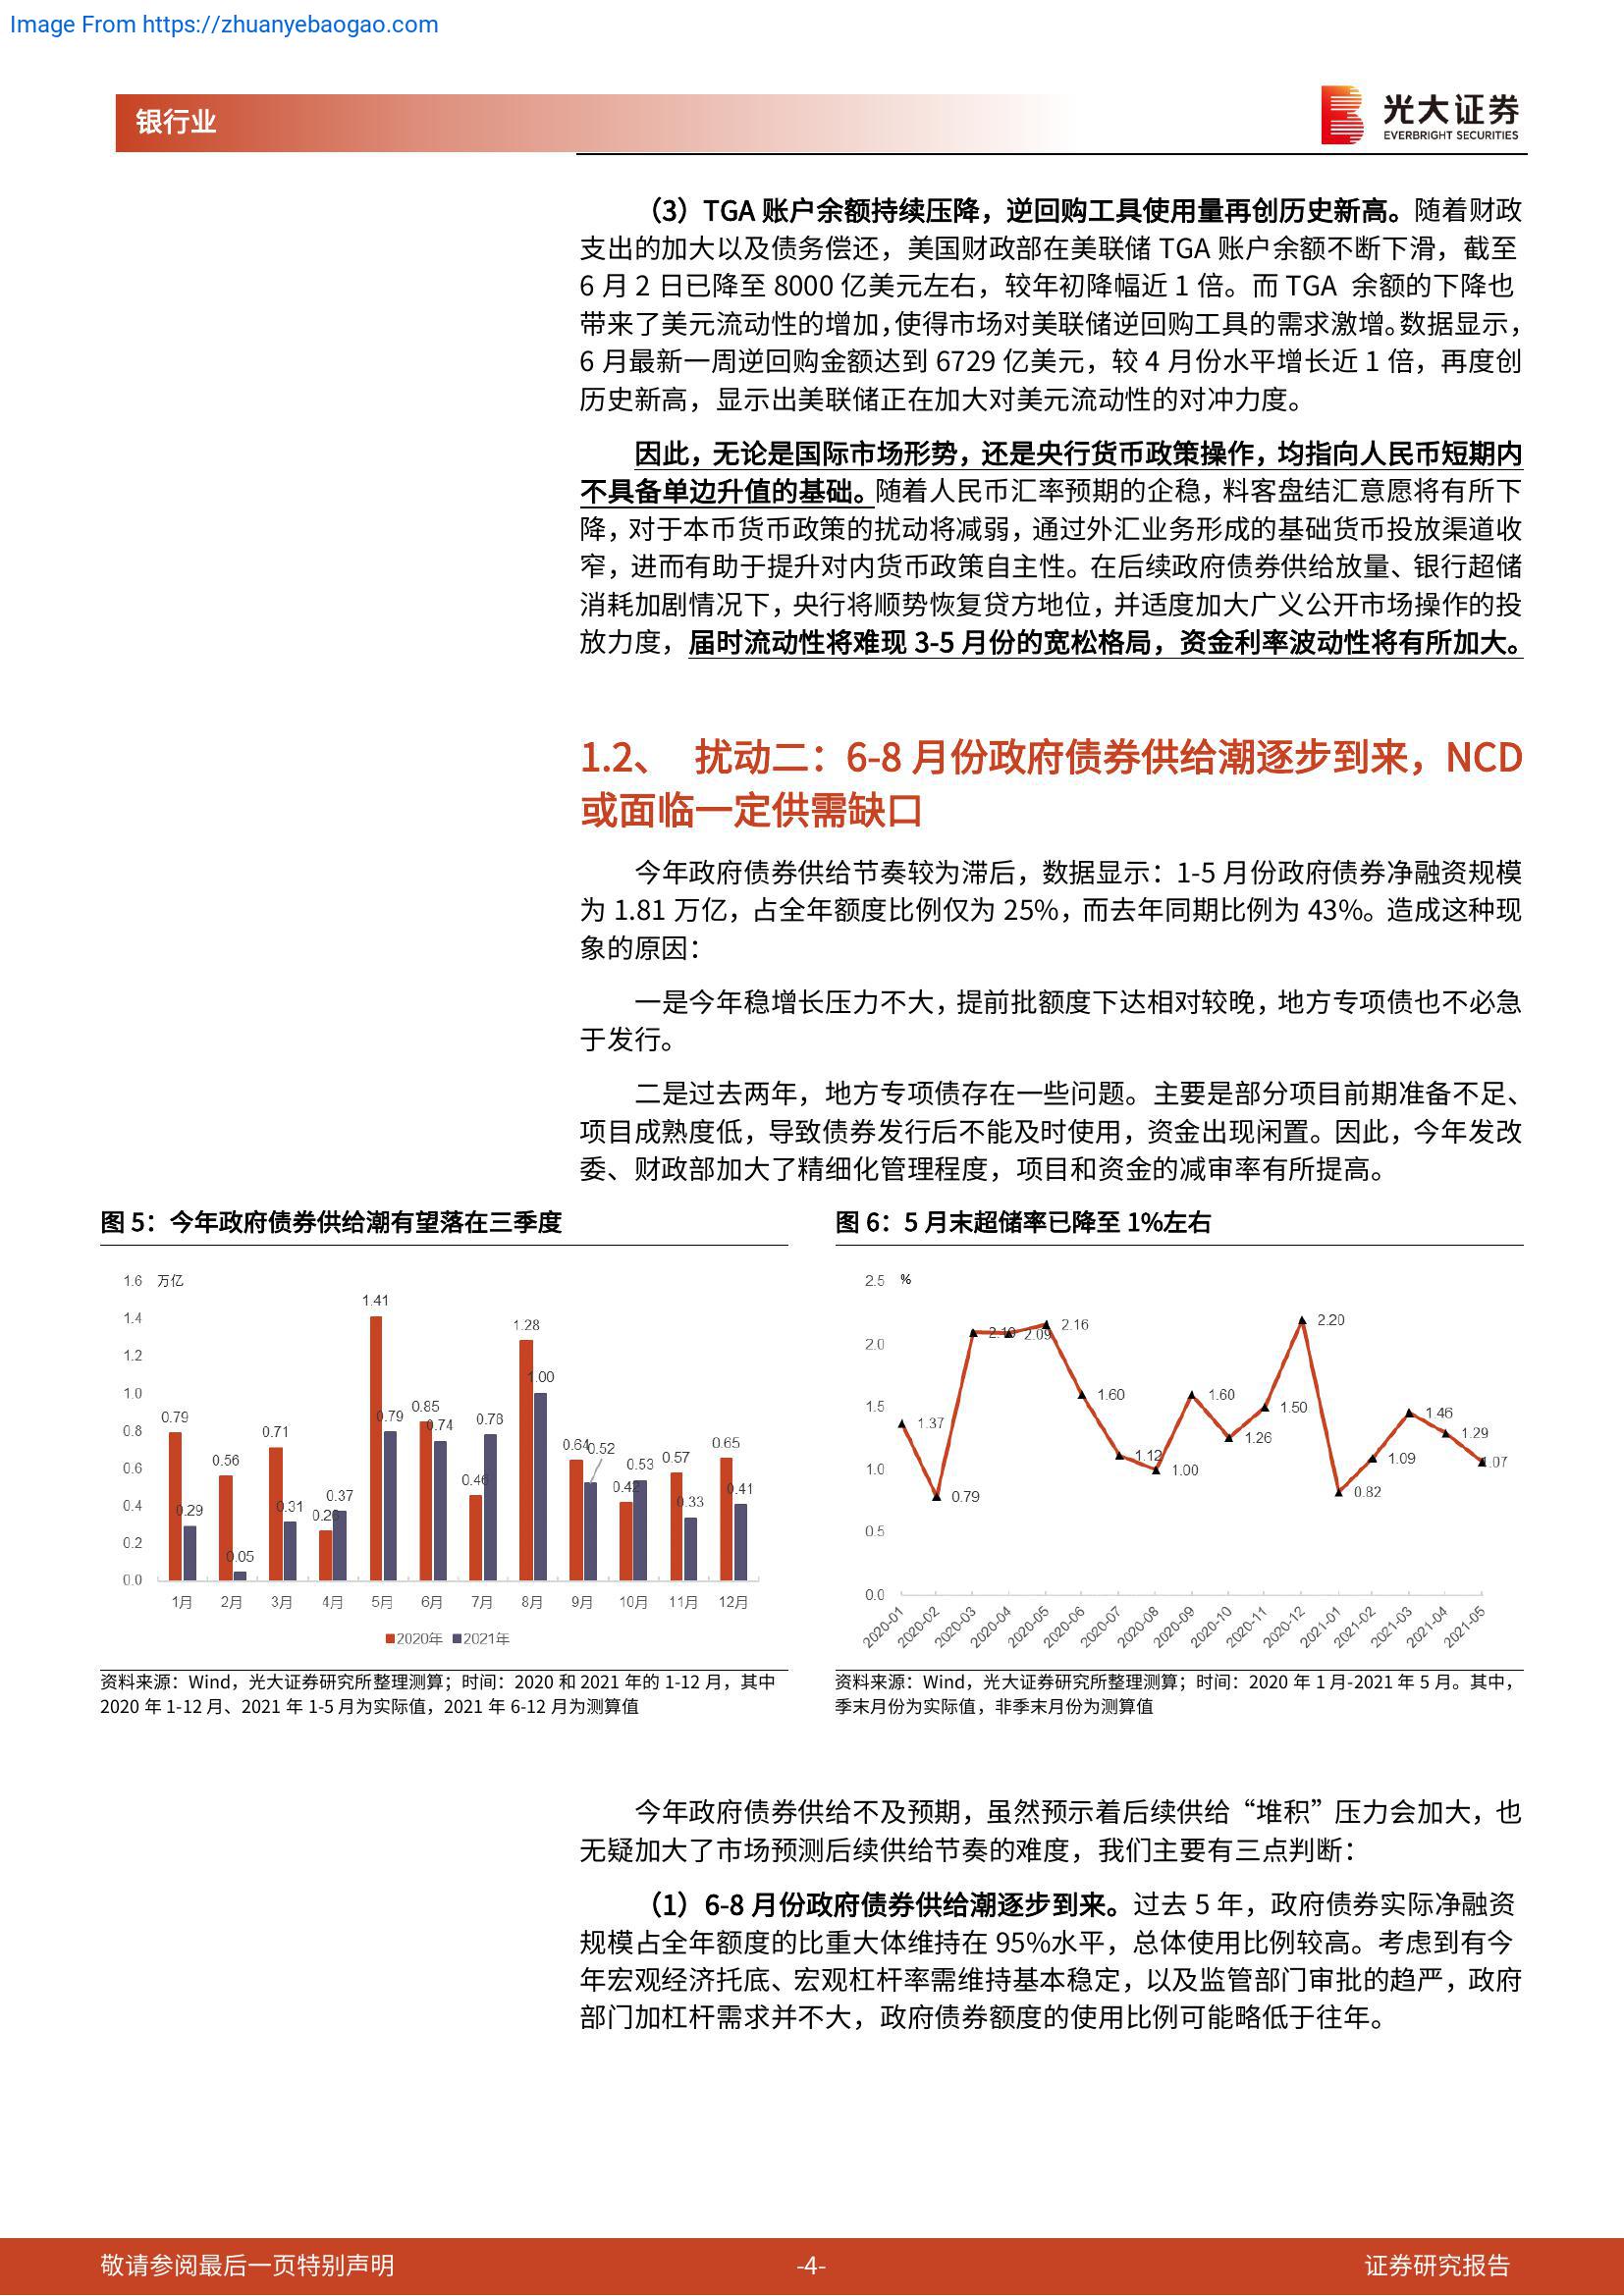 Image From https://zhuanyebaogao.com
银行业
光大证券
EVERBRIGHT SECURITIES
（3）TGA 账户余额持续压降，逆回购工具使用量再创历史新高。随着财政
支出的加大以及债务偿还，美国财政部在美联储 TGA 账户余额不断下滑，截至
6 月 2 日已降至 8000 亿美元左右，较年初降幅近 1 倍。而 TGA 余额的下降也
带来了美元流动性的增加，使得市场对美联储逆回购工具的需求激增。数据显示，
6 月最新一周逆回购金额达到 6729 亿美元，较 4 月份水平增长近 1 倍，再度创
历史新高，显示出美联储正在加大对美元流动性的对冲力度。
因此，无论是国际市场形势，还是央行货币政策操作，均指向人民币短期内
不具备单边升值的基础。随着人民币汇率预期的企稳，料客盘结汇意愿将有所下
降，对于本币货币政策的扰动将减弱，通过外汇业务形成的基础货币投放渠道收
窄，进而有助于提升对内货币政策自主性。在后续政府债券供给放量、银行超储
消耗加剧情况下，央行将顺势恢复贷方地位，并适度加大广义公开市场操作的投
放力度，届时流动性将难现 3-5 月份的宽松格局，资金利率波动性将有所加大。
1.2、 扰动二：6-8 月份政府债券供给潮逐步到来，NCD
或面临一定供需缺口
今年政府债券供给节奏较为滞后，数据显示：1-5 月份政府债券净融资规模
为 1.81 万亿，占全年额度比例仅为 25%，而去年同期比例为 43%。造成这种现
象的原因：
一是今年稳增长压力不大，提前批额度下达相对较晚，地方专项债也不必急
于发行。
二是过去两年，地方专项债存在一些问题。主要是部分项目前期准备不足、
项目成熟度低，导致债券发行后不能及时使用，资金出现闲置。因此，今年发改
委、财政部加大了精细化管理程度，项目和资金的减审率有所提高。
图 5：今年政府债券供给潮有望落在三季度
1.6 万亿
1.4
1.2
1.0
0.8
0.6
0.4
0.2
0.0
0.79 0.56 0.71 1.41 0.85 0.46 1.28 0.64 0.42 0.57 0.65
0.29 0.05 0.31 0.37 0.79 0.74 0.78 1.00 0.52 0.53 0.33 0.41
1月 2月 3月 4月 5月 6月 7月 8月 9月 10月 11月 12月
2020年 2021年
资料来源：Wind，光大证券研究所整理测算；时间：2020 和 2021 年的 1-12 月，其中
2020 年 1-12 月、2021 年 1-5 月为实际值，2021 年 6-12 月为测算值
图 6：5 月末超储率已降至 1%左右
2.5 %
2.0
1.5
1.0
0.5
0.0
1.37 0.79 2.09 2.16 1.60 1.12 1.00 1.60 1.26 1.50 2.20 0.82 1.09 1.46 1.29 1.07
2020-01 2020-02 2020-03 2020-04 2020-05 2020-06 2020-07 2020-08 2020-09 2020-10 2020-11 2020-12 2021-01 2021-02 2021-03 2021-04 2021-05
资料来源：Wind，光大证券研究所整理测算；时间：2020 年 1 月-2021 年 5 月。其中，
季末月份为实际值，非季末月份为测算值
今年政府债券供给不及预期，虽然预示着后续供给“堆积”压力会加大，也
无疑加大了市场预测后续供给节奏的难度，我们主要有三点判断：
（1）6-8 月份政府债券供给潮逐步到来。过去 5 年，政府债券实际净融资
规模占全年额度的比重大体维持在 95%水平，总体使用比例较高。考虑到有今
年宏观经济托底、宏观杠杆率需维持基本稳定，以及监管部门审批的趋严，政府
部门加杠杆需求并不大，政府债券额度的使用比例可能略低于往年。
敬请参阅最后一页特别声明
-4-
证券研究报告